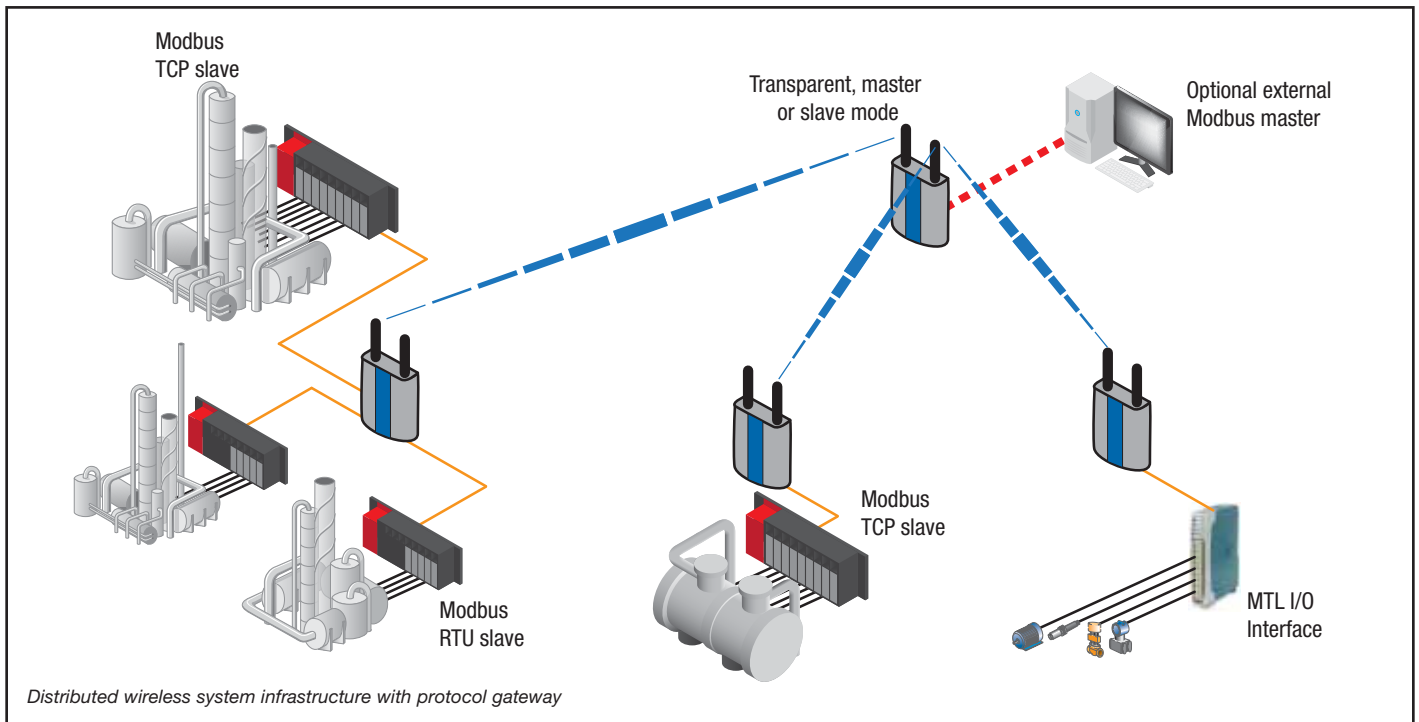 Modbus
TCP slave
Transparent, master
or slave mode
Optional external
Modbus master
Modbus
TCP slave
Modbus
RTU slave
MTL I/O
Interface
Distributed wireless system infrastructure with protocol gateway